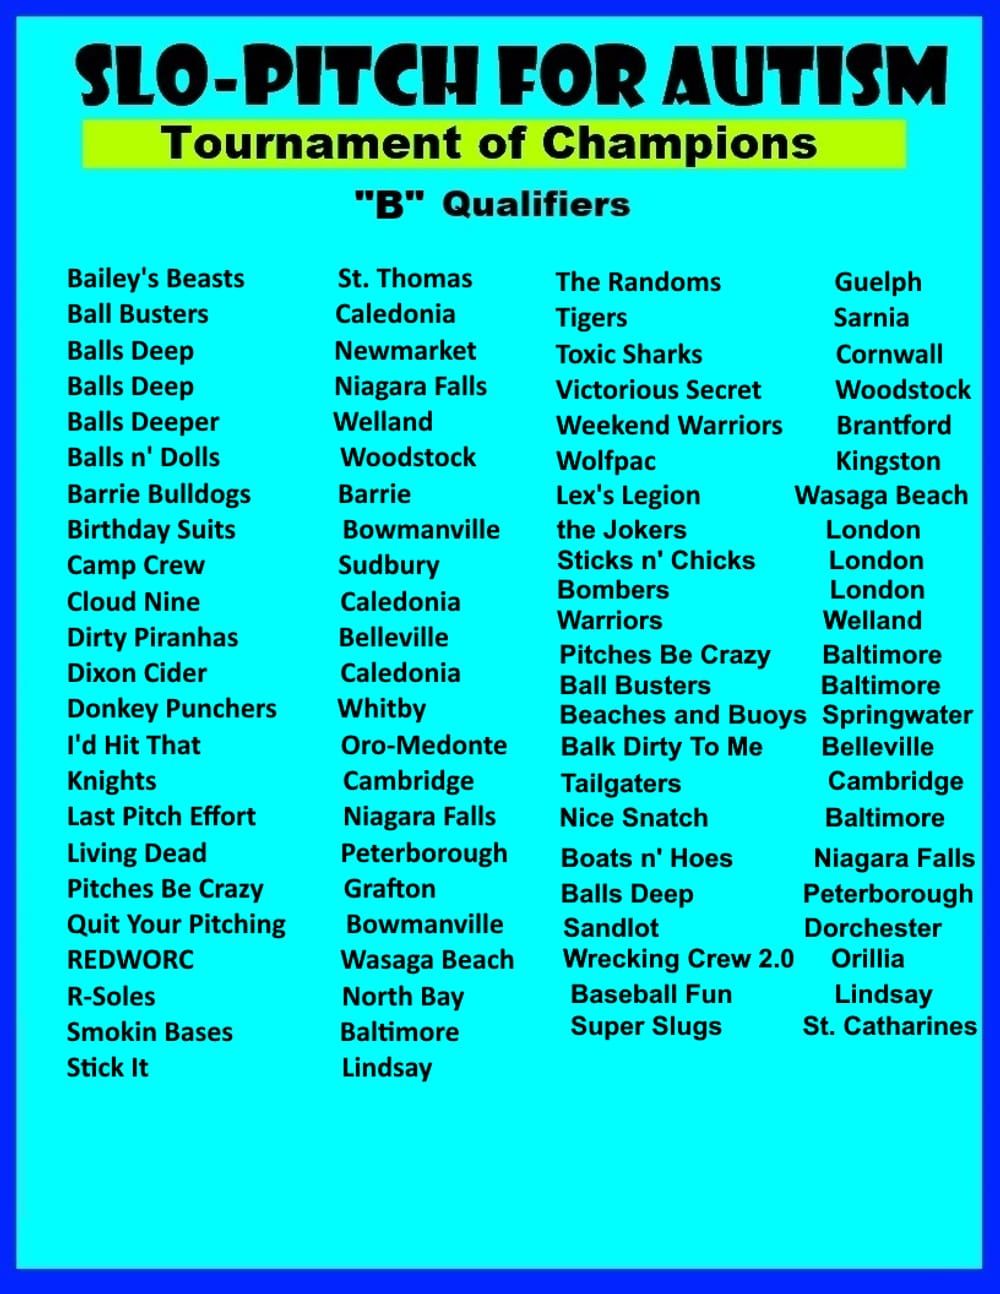 SLO-PITCH FOR AUTISM
Tournament of Champions
"B" Qualifiers
Bailey's Beasts St. Thomas
Ball Busters Caledonia
Balls Deep Newmarket
Balls Deep Niagara Falls
Balls Deeper Welland
Balls n' Dolls Woodstock
Barrie Bulldogs Barrie
Birthday Suits Bowmanville
Camp Crew Sudbury
Cloud Nine Caledonia
Dirty Piranhas Belleville
Dixon Cider Caledonia
Donkey Punchers Whitby
I'd Hit That Oro-Medonte
Knights Cambridge
Last Pitch Effort Niagara Falls
Living Dead Peterborough
Pitches Be Crazy Grafton
Quit Your Pitching Bowmanville
REDWORC Wasaga Beach
R-Soles North Bay
Smokin Bases Baltimore
Stick It Lindsay
The Randoms Guelph
Tigers Sarnia
Toxic Sharks Cornwall
Victorious Secret Woodstock
Weekend Warriors Brantford
Wolfpac Kingston
Lex's Legion Wasaga Beach
the Jokers London
Sticks n' Chicks London
Bombers London
Warriors Welland
Pitches Be Crazy Baltimore
Ball Busters Baltimore
Beaches and Buoys Springwater
Balk Dirty To Me Belleville
Tailgaters Cambridge
Nice Snatch Baltimore
Boats n' Hoes Niagara Falls
Balls Deep Peterborough
Sandlot Dorchester
Wrecking Crew 2.0 Orillia
Baseball Fun Lindsay
Super Slugs St. Catharines